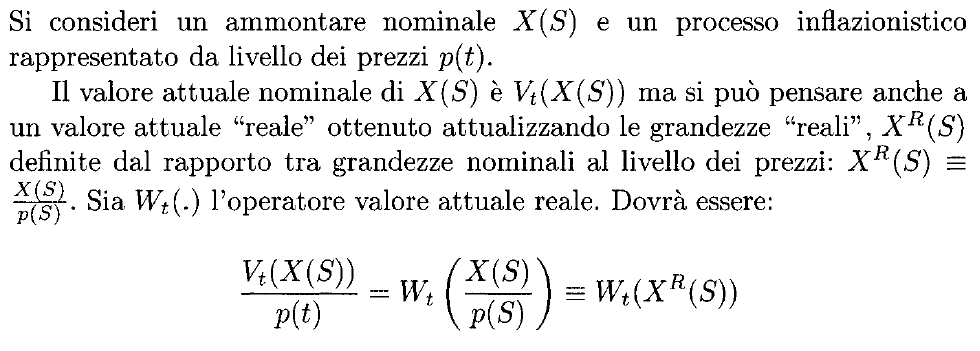 Si consideri un ammontare nominale X(S) e un processo inflazionistico
rappresentato da livello dei prezzi p(t).
Il valore attuale nominale di X(S) è V_t(X(S)) ma si può pensare anche a
un valore attuale “reale” ottenuto attualizzando le grandezze “reali”, X^R(S)
definite dal rapporto tra grandezze nominali al livello dei prezzi: X^R(S) ≡
\frac{X(S)}{p(S)}. Sia W_t(.) l'operatore valore attuale reale. Dovrà essere:
\frac{V_t(X(S))}{p(t)} = W_t \left( \frac{X(S)}{p(S)} \right) ≡ W_t(X^R(S))